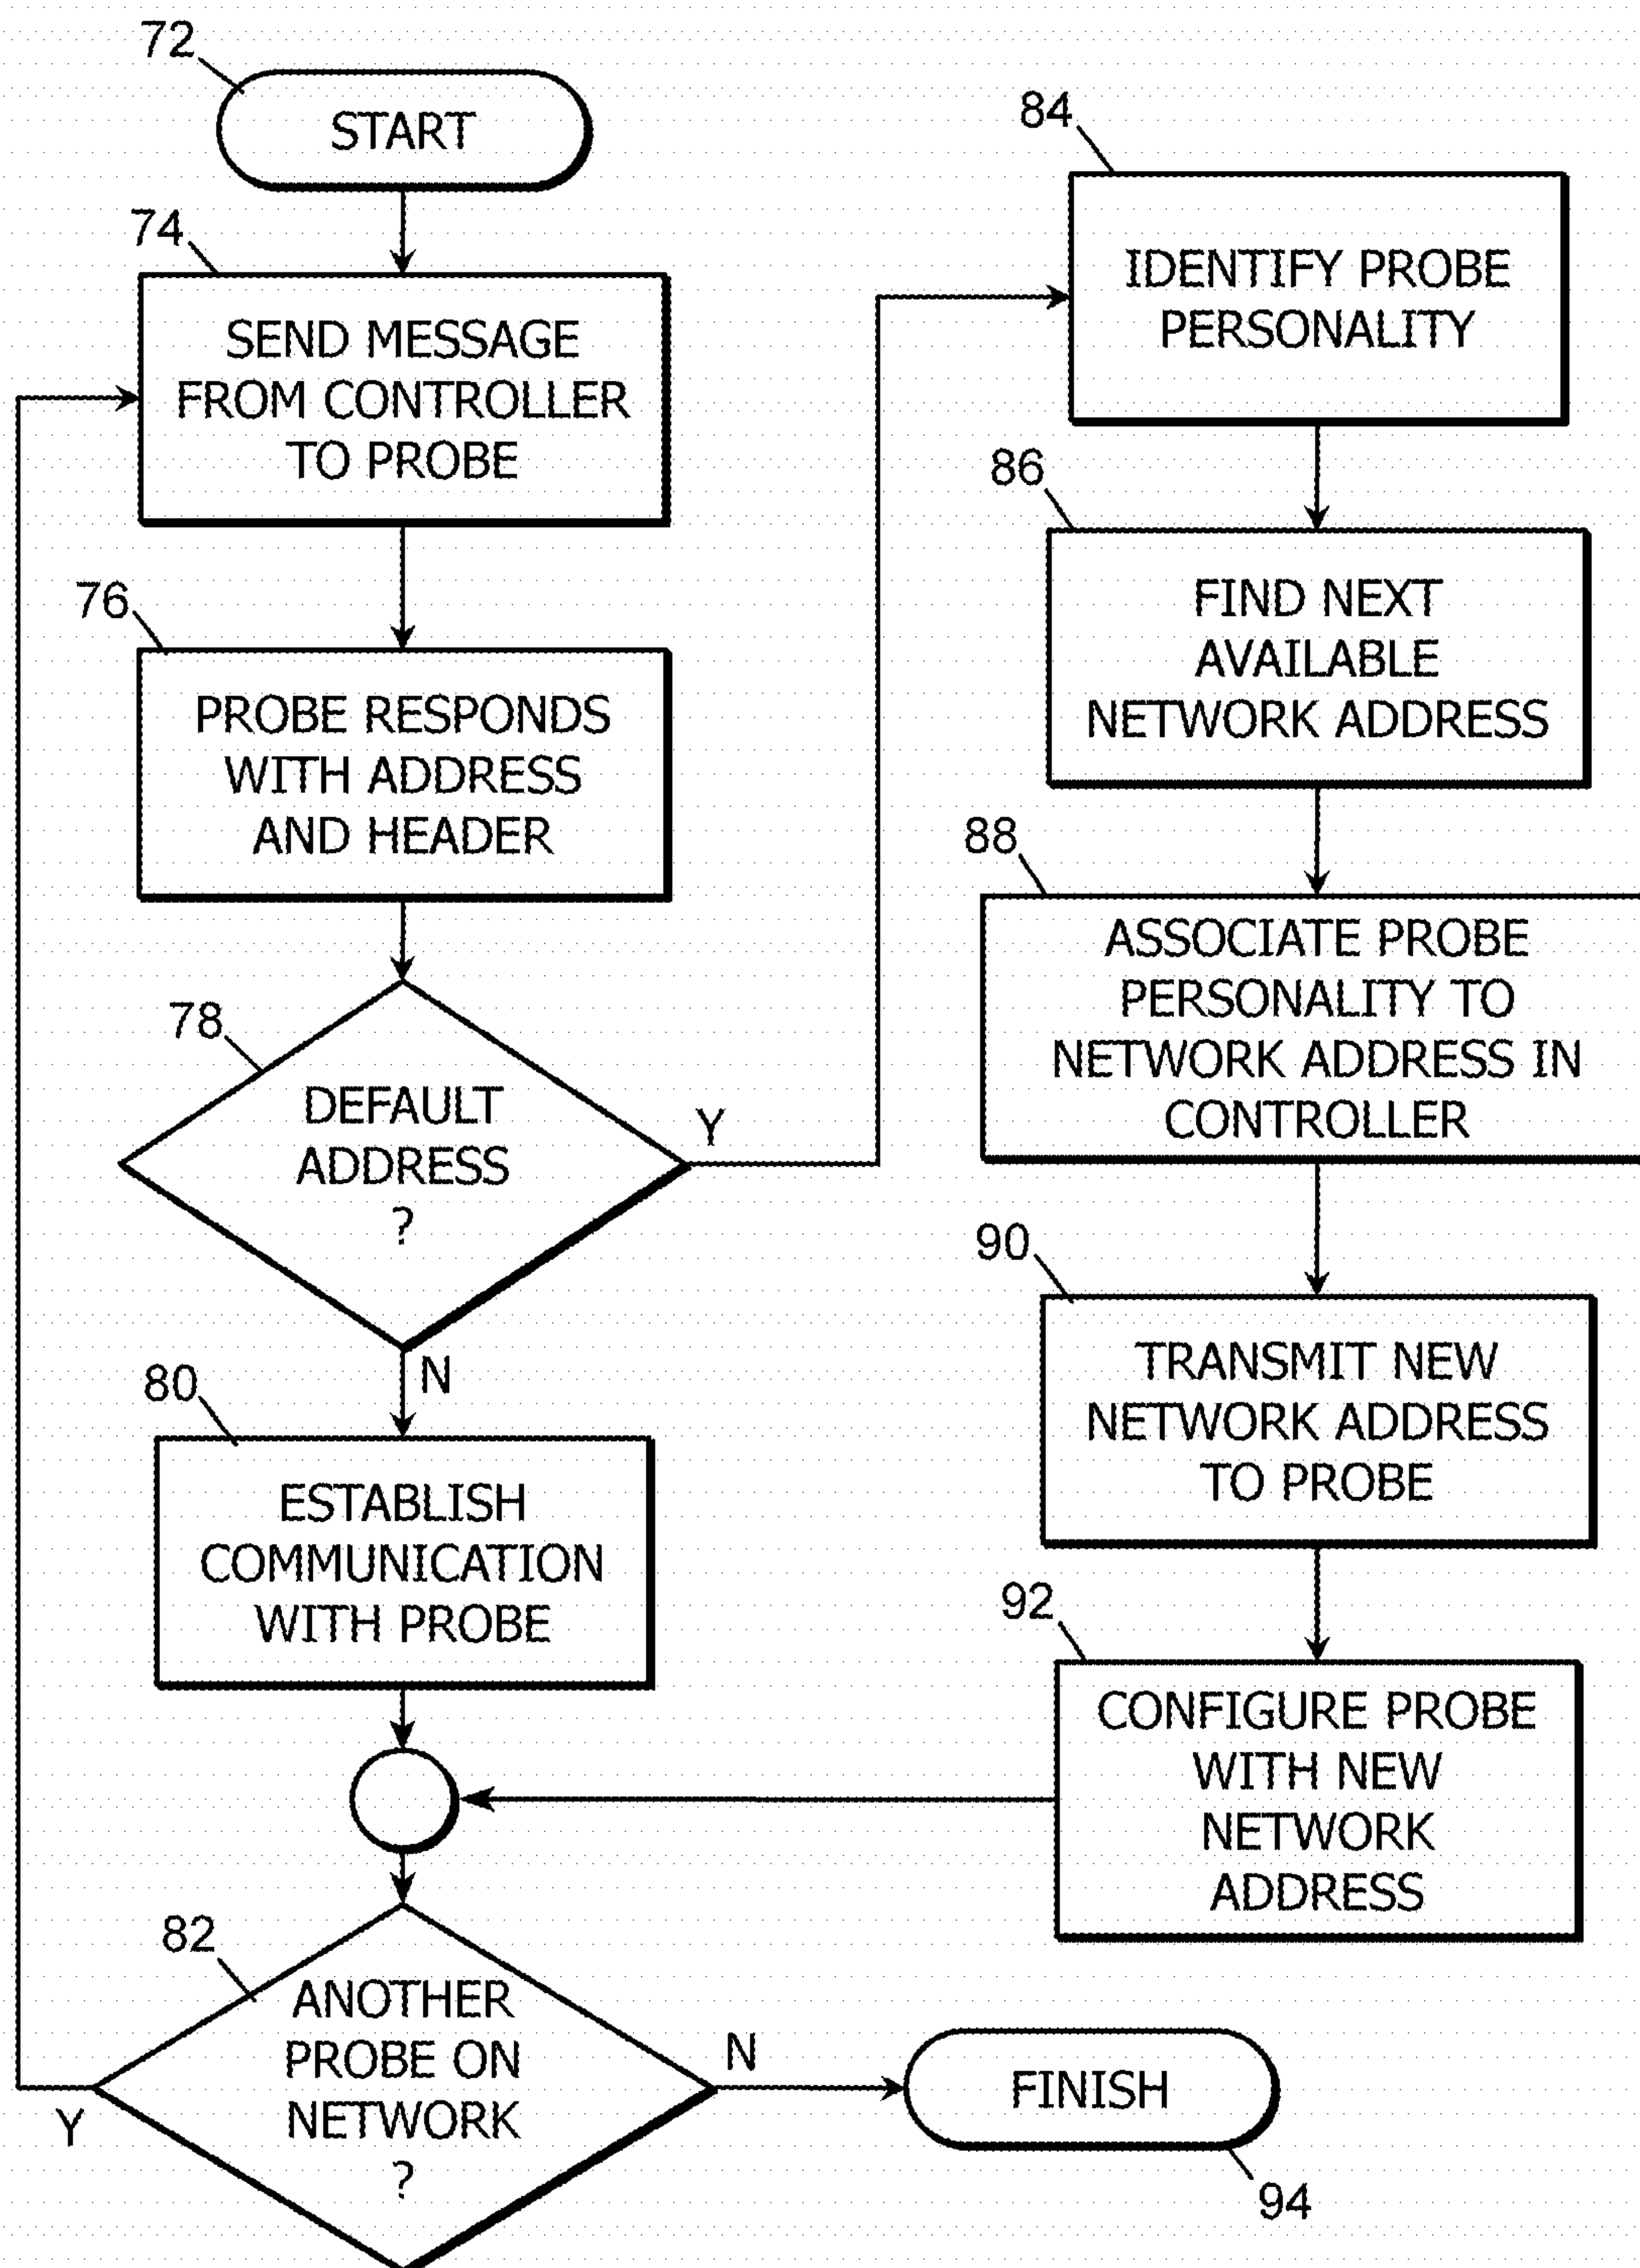 72
START
74
SEND MESSAGE
FROM CONTROLLER
TO PROBE
76
PROBE RESPONDS
WITH ADDRESS
AND HEADER
78
DEFAULT
ADDRESS
?
Y
N
80
ESTABLISH
COMMUNICATION
WITH PROBE
82
ANOTHER
PROBE ON
NETWORK
?
Y
N
84
IDENTIFY PROBE
PERSONALITY
86
FIND NEXT
AVAILABLE
NETWORK ADDRESS
88
ASSOCIATE PROBE
PERSONALITY TO
NETWORK ADDRESS IN
CONTROLLER
90
TRANSMIT NEW
NETWORK ADDRESS
TO PROBE
92
CONFIGURE PROBE
WITH NEW
NETWORK
ADDRESS
FINISH
94